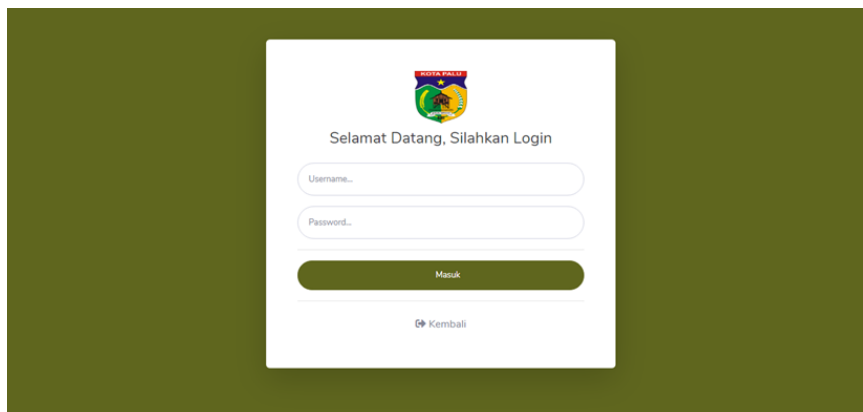 KOTA PALU
Selamat Datang, Silahkan Login
Username...
Password...
Masuk
Kembali